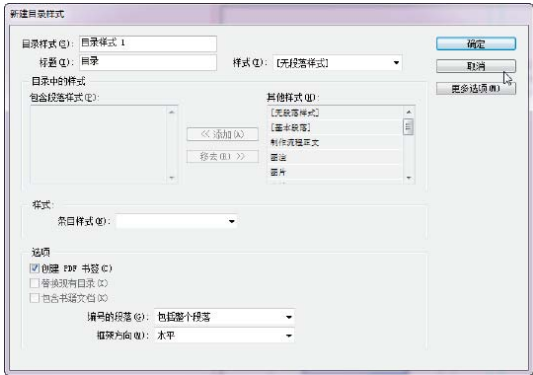 新建目录样式
目录样式(T): 目录样式 1
标题(I): 目录
样式(T): [无段落样式]
确定
取消
更多选项(M)
目录中的样式
包含段落样式(P):
其他样式(H):
[无段落样式]
[基本段落]
制作流程正文
图注
图片
<< 添加(A)
移去(R) >>
样式:
条目样式(Y):
选项
创建 PDF 书签(C)
替换现有目录(X)
包含书籍文档(K)
编号的段落(G): 包括整个段落
框架方向(N): 水平